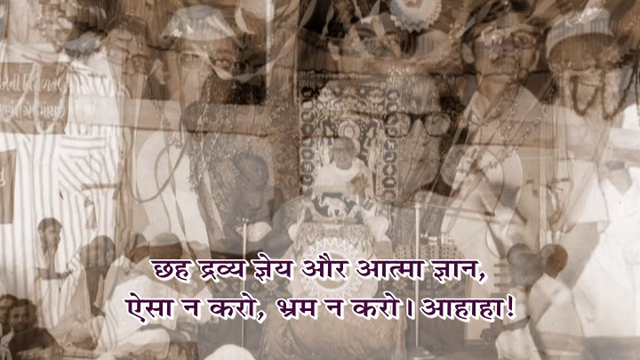 छह द्रव्य ज्ञेय और आत्मा ज्ञान,
ऐसा न करो, भ्रम न करो। आहाहा!